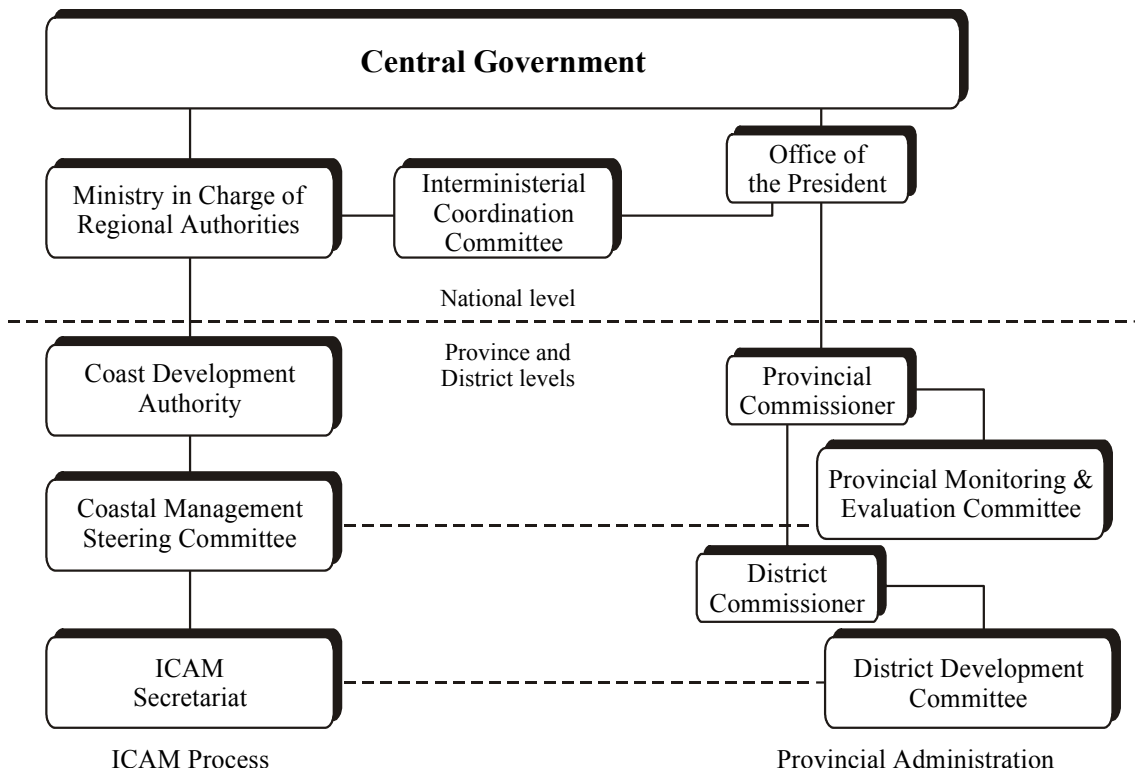 Central Government
Office of
the President
Ministry in Charge of
Regional Authorities
Interministerial
Coordination
Committee
National level
Province and
District levels
Coast Development
Authority
Provincial
Commissioner
Coastal Management
Steering Committee
Provincial Monitoring &
Evaluation Committee
District
Commissioner
ICAM
Secretariat
District Development
Committee
ICAM Process
Provincial Administration